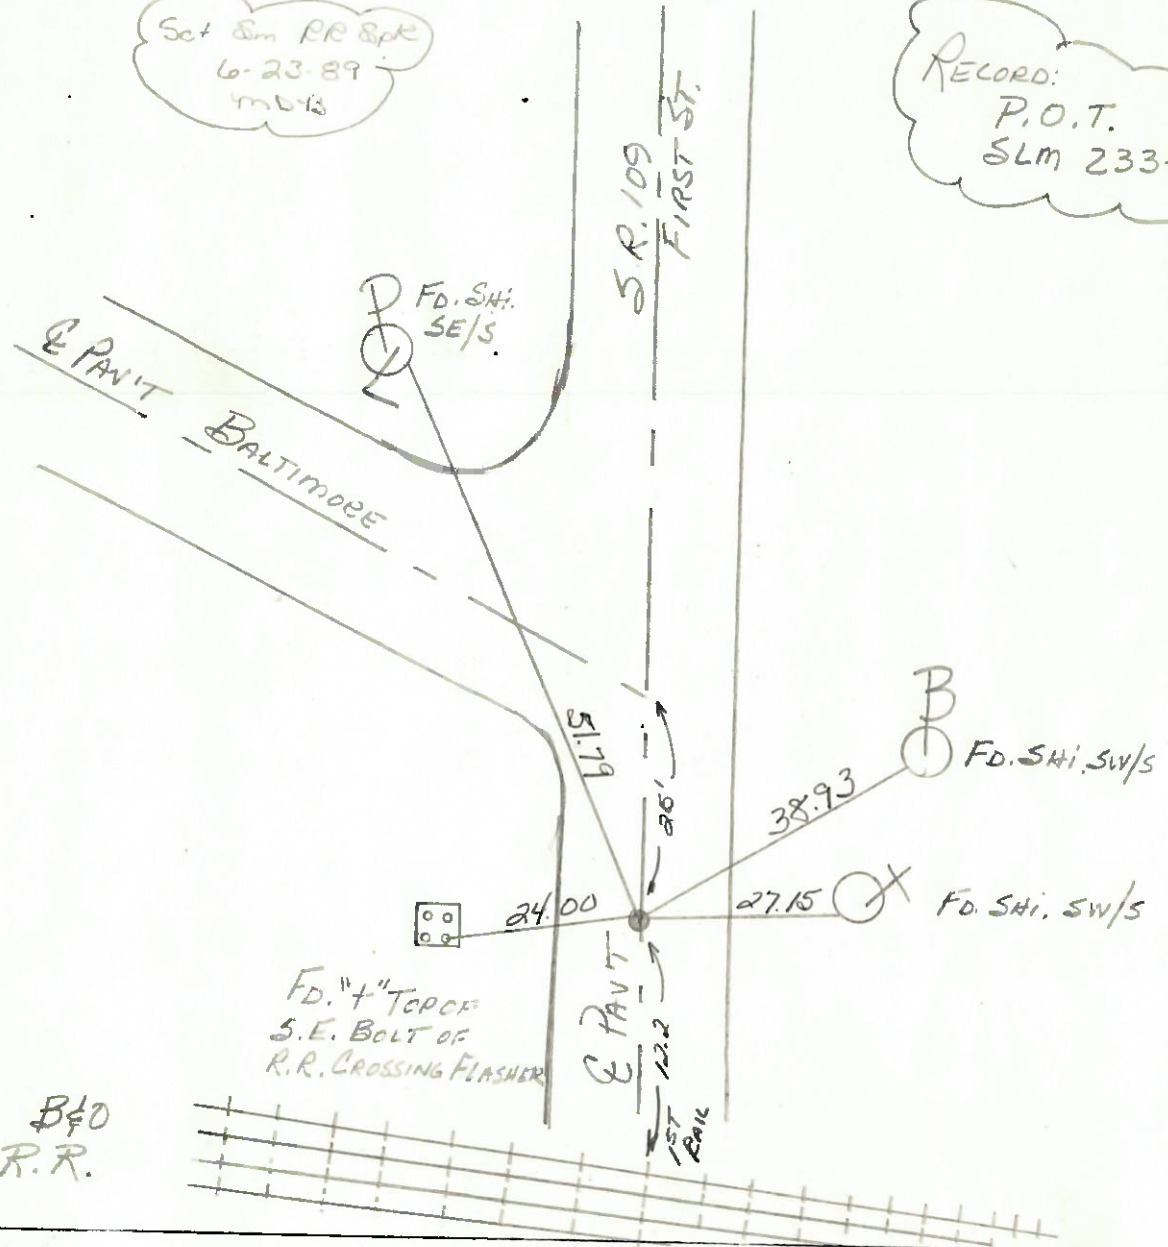 Set Sm RR Spk
6-23-89
RECORD:
P.O.T.
SLM 233-
S.R. 109
FIRST ST.
FD. SHI.
SE/S
℄ PAV'T
BALTIMORE
51.79
B
FD. SHI. SW/S
38.93
24.00
27.15
X
FD. SHI. SW/S
FD. "+" TOP OF
S.E. BOLT OF
R.R. CROSSING FLASHER
℄ PAV'T
12.2
1ST
RAIL
B&O
R.R.